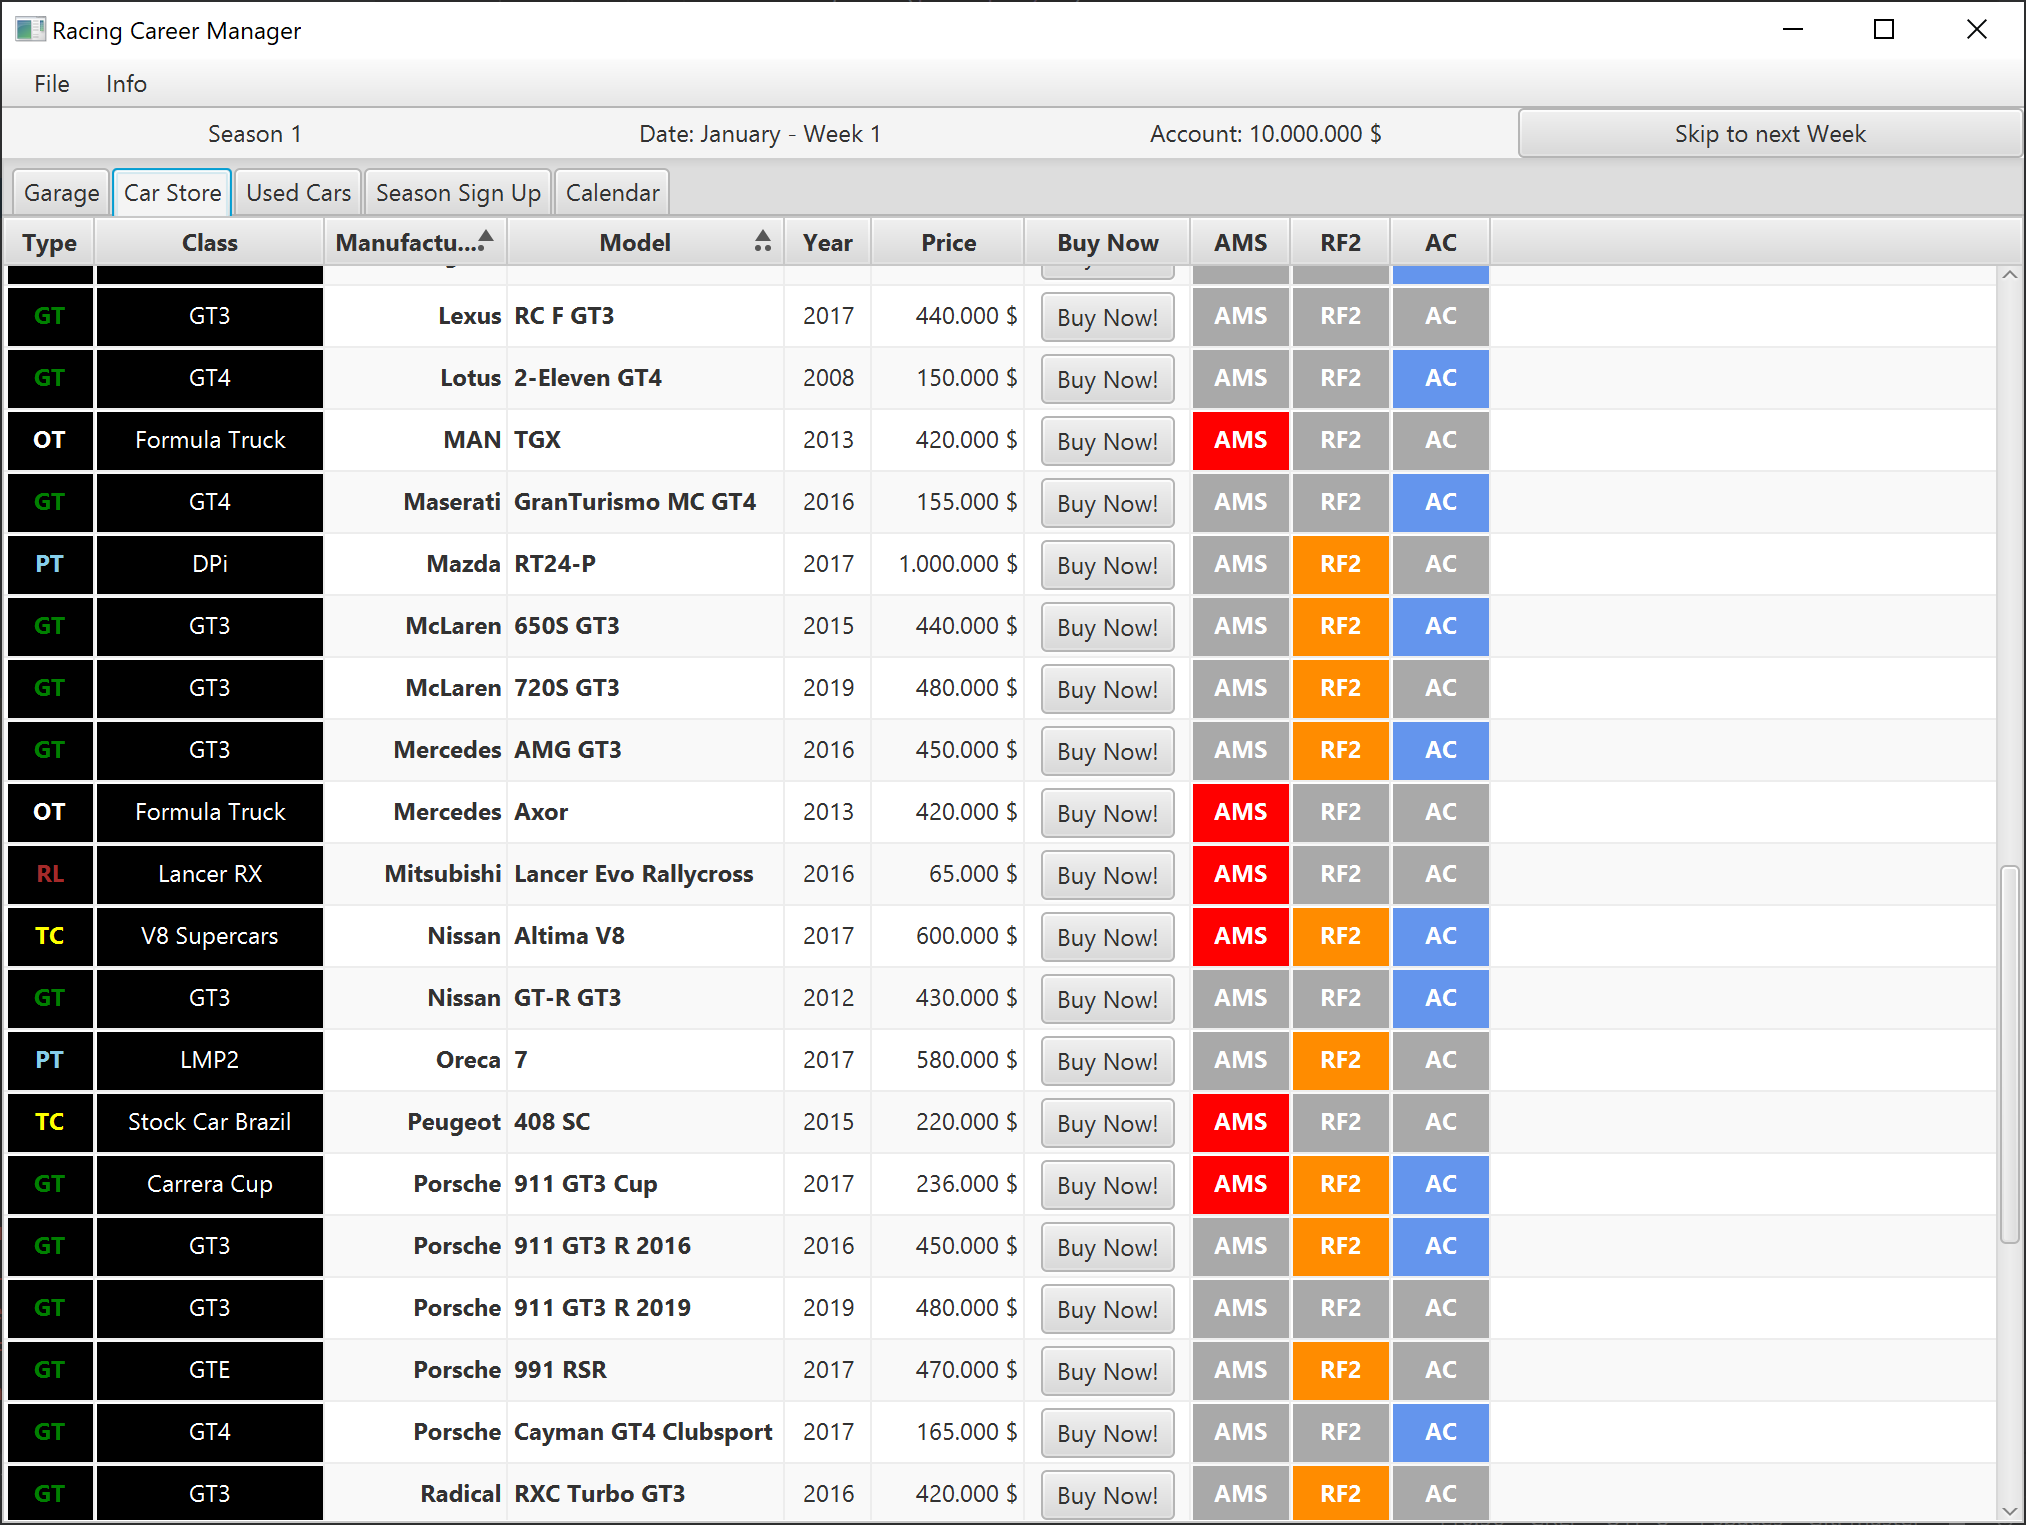 Racing Career Manager
File Info
Season 1 Date: January - Week 1 Account: 10.000.000 $ Skip to next Week
Garage Car Store Used Cars Season Sign Up Calendar
Type Class Manufactu... Model Year Price Buy Now AMS RF2 AC
GT GT3 Lexus RC F GT3 2017 440.000 $ Buy Now! AMS RF2 AC
GT GT4 Lotus 2-Eleven GT4 2008 150.000 $ Buy Now! AMS RF2 AC
OT Formula Truck MAN TGX 2013 420.000 $ Buy Now! AMS RF2 AC
GT GT4 Maserati GranTurismo MC GT4 2016 155.000 $ Buy Now! AMS RF2 AC
PT DPi Mazda RT24-P 2017 1.000.000 $ Buy Now! AMS RF2 AC
GT GT3 McLaren 650S GT3 2015 440.000 $ Buy Now! AMS RF2 AC
GT GT3 McLaren 720S GT3 2019 480.000 $ Buy Now! AMS RF2 AC
GT GT3 Mercedes AMG GT3 2016 450.000 $ Buy Now! AMS RF2 AC
OT Formula Truck Mercedes Axor 2013 420.000 $ Buy Now! AMS RF2 AC
RL Lancer RX Mitsubishi Lancer Evo Rallycross 2016 65.000 $ Buy Now! AMS RF2 AC
TC V8 Supercars Nissan Altima V8 2017 600.000 $ Buy Now! AMS RF2 AC
GT GT3 Nissan GT-R GT3 2012 430.000 $ Buy Now! AMS RF2 AC
PT LMP2 Oreca 7 2017 580.000 $ Buy Now! AMS RF2 AC
TC Stock Car Brazil Peugeot 408 SC 2015 220.000 $ Buy Now! AMS RF2 AC
GT Carrera Cup Porsche 911 GT3 Cup 2017 236.000 $ Buy Now! AMS RF2 AC
GT GT3 Porsche 911 GT3 R 2016 2016 450.000 $ Buy Now! AMS RF2 AC
GT GT3 Porsche 911 GT3 R 2019 2019 480.000 $ Buy Now! AMS RF2 AC
GT GTE Porsche 991 RSR 2017 470.000 $ Buy Now! AMS RF2 AC
GT GT4 Porsche Cayman GT4 Clubsport 2017 165.000 $ Buy Now! AMS RF2 AC
GT GT3 Radical RXC Turbo GT3 2016 420.000 $ Buy Now! AMS RF2 AC